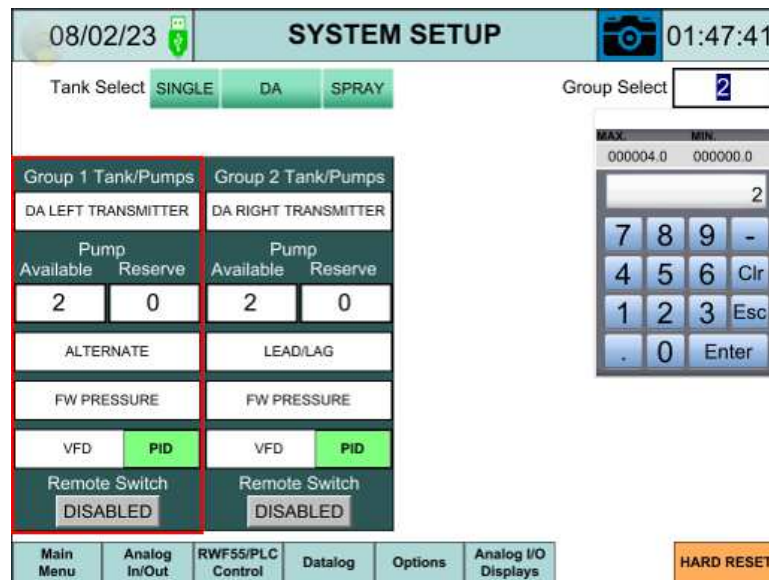 08/02/23 SYSTEM SETUP 01:47:41
Tank Select SINGLE DA SPRAY Group Select 2
MAX. MIN.
000004.0 000000.0
2
7 8 9 -
4 5 6 Clr
1 2 3 Esc
. 0 Enter
Group 1 Tank/Pumps
DA LEFT TRANSMITTER
Pump
Available Reserve
2 0
ALTERNATE
FW PRESSURE
VFD PID
Remote Switch
DISABLED
Group 2 Tank/Pumps
DA RIGHT TRANSMITTER
Pump
Available Reserve
2 0
LEAD/LAG
FW PRESSURE
VFD PID
Remote Switch
DISABLED
Main
Menu
Analog
In/Out
RWF55/PLC
Control
Datalog
Options
Analog I/O
Displays
HARD RESET